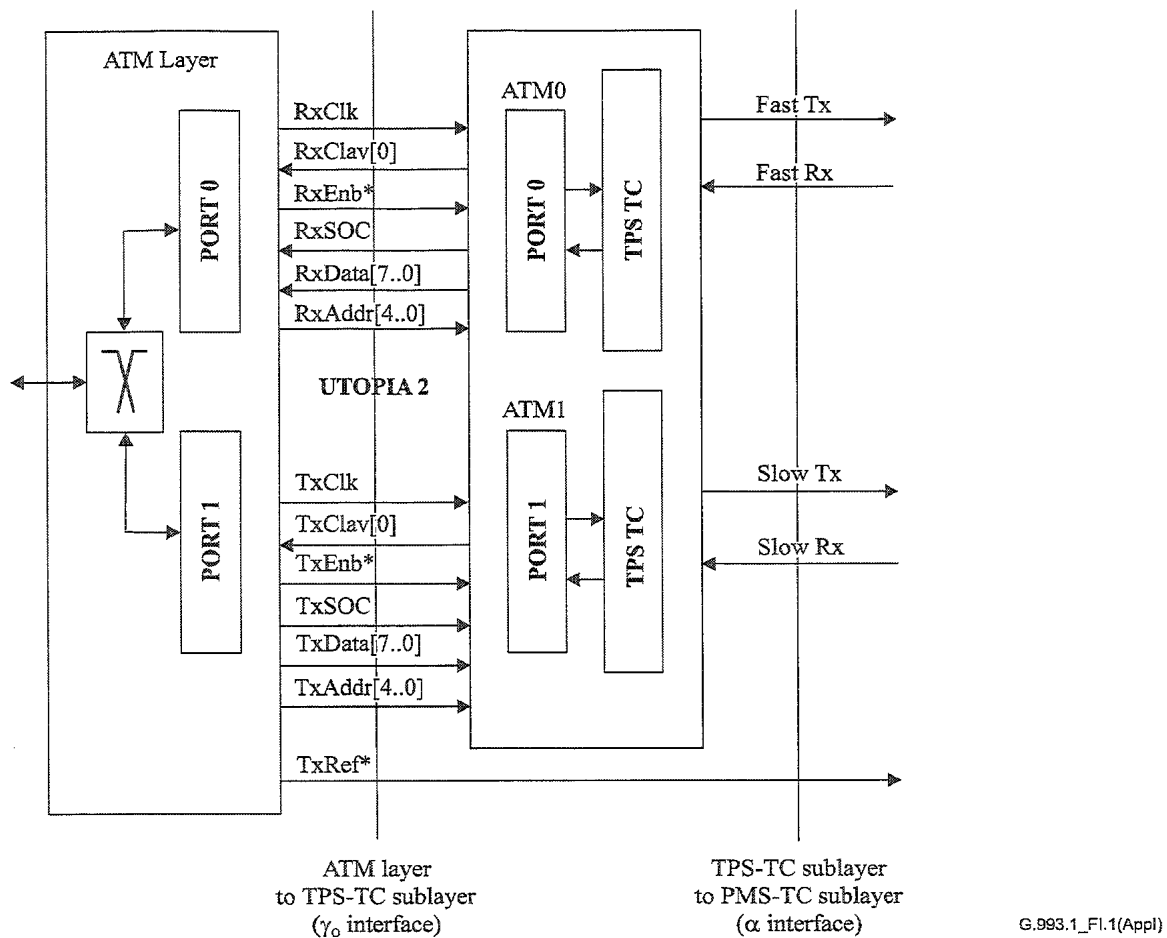 ATM Layer
PORT 0
PORT 1
RxClk
RxClav[0]
RxEnb*
RxSOC
RxData[7..0]
RxAddr[4..0]
UTOPIA 2
TxClk
TxClav[0]
TxEnb*
TxSOC
TxData[7..0]
TxAddr[4..0]
TxRef*
ATM0
PORT 0
TPS TC
ATM1
PORT 1
TPS TC
Fast Tx
Fast Rx
Slow Tx
Slow Rx
ATM layer
to TPS-TC sublayer
(γₒ interface)
TPS-TC sublayer
to PMS-TC sublayer
(α interface)
G.993.1_FI.1(Appl)